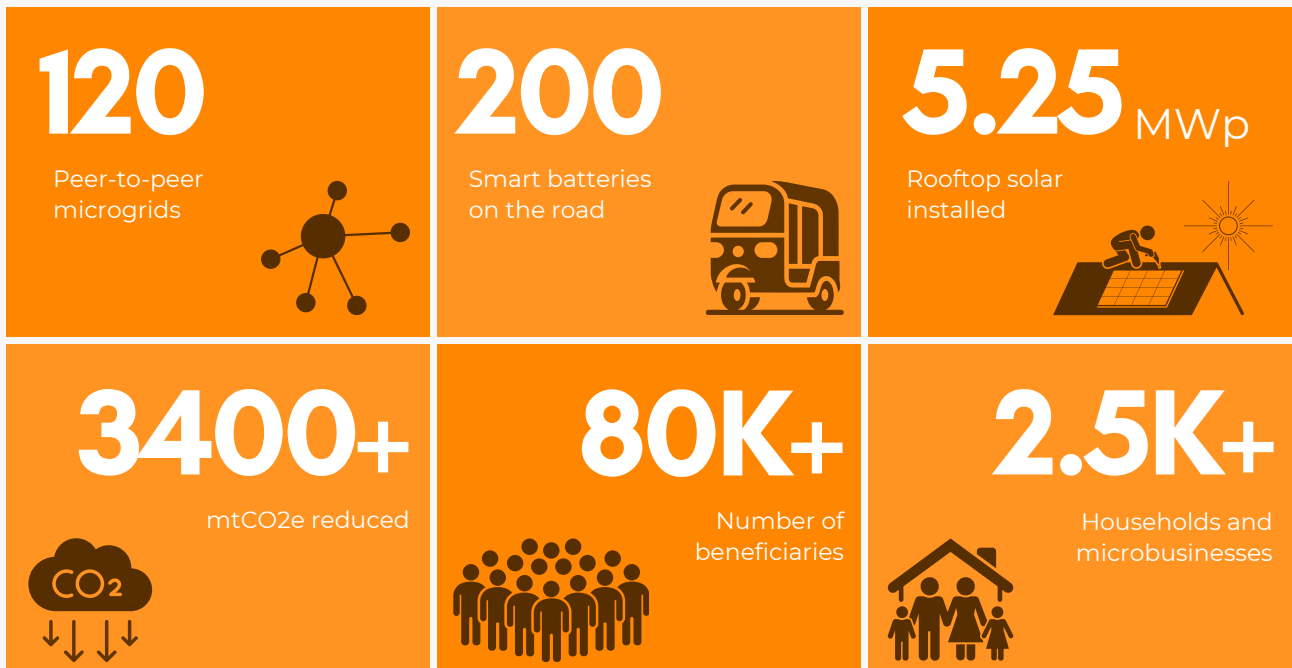 120
Peer-to-peer
microgrids
200
Smart batteries
on the road
5.25 MWp
Rooftop solar
installed
3400+
mtCO2e reduced
CO2
80K+
Number of
beneficiaries
2.5K+
Households and
microbusinesses